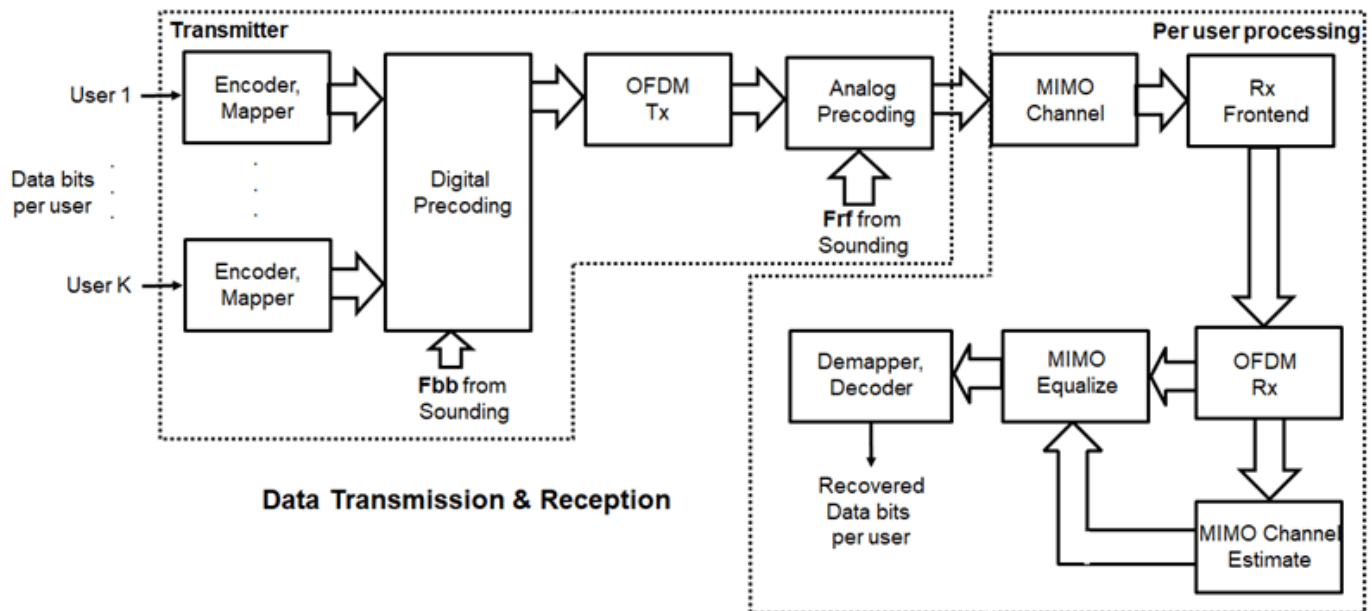 Transmitter
Per user processing
User 1
Encoder,
Mapper
OFDM
Tx
Analog
Precoding
MIMO
Channel
Rx
Frontend
Data bits
per user
Digital
Precoding
Frf from
Sounding
User K
Encoder,
Mapper
Fbb from
Sounding
Demapper,
Decoder
MIMO
Equalize
OFDM
Rx
Data Transmission & Reception
Recovered
Data bits
per user
MIMO Channel
Estimate